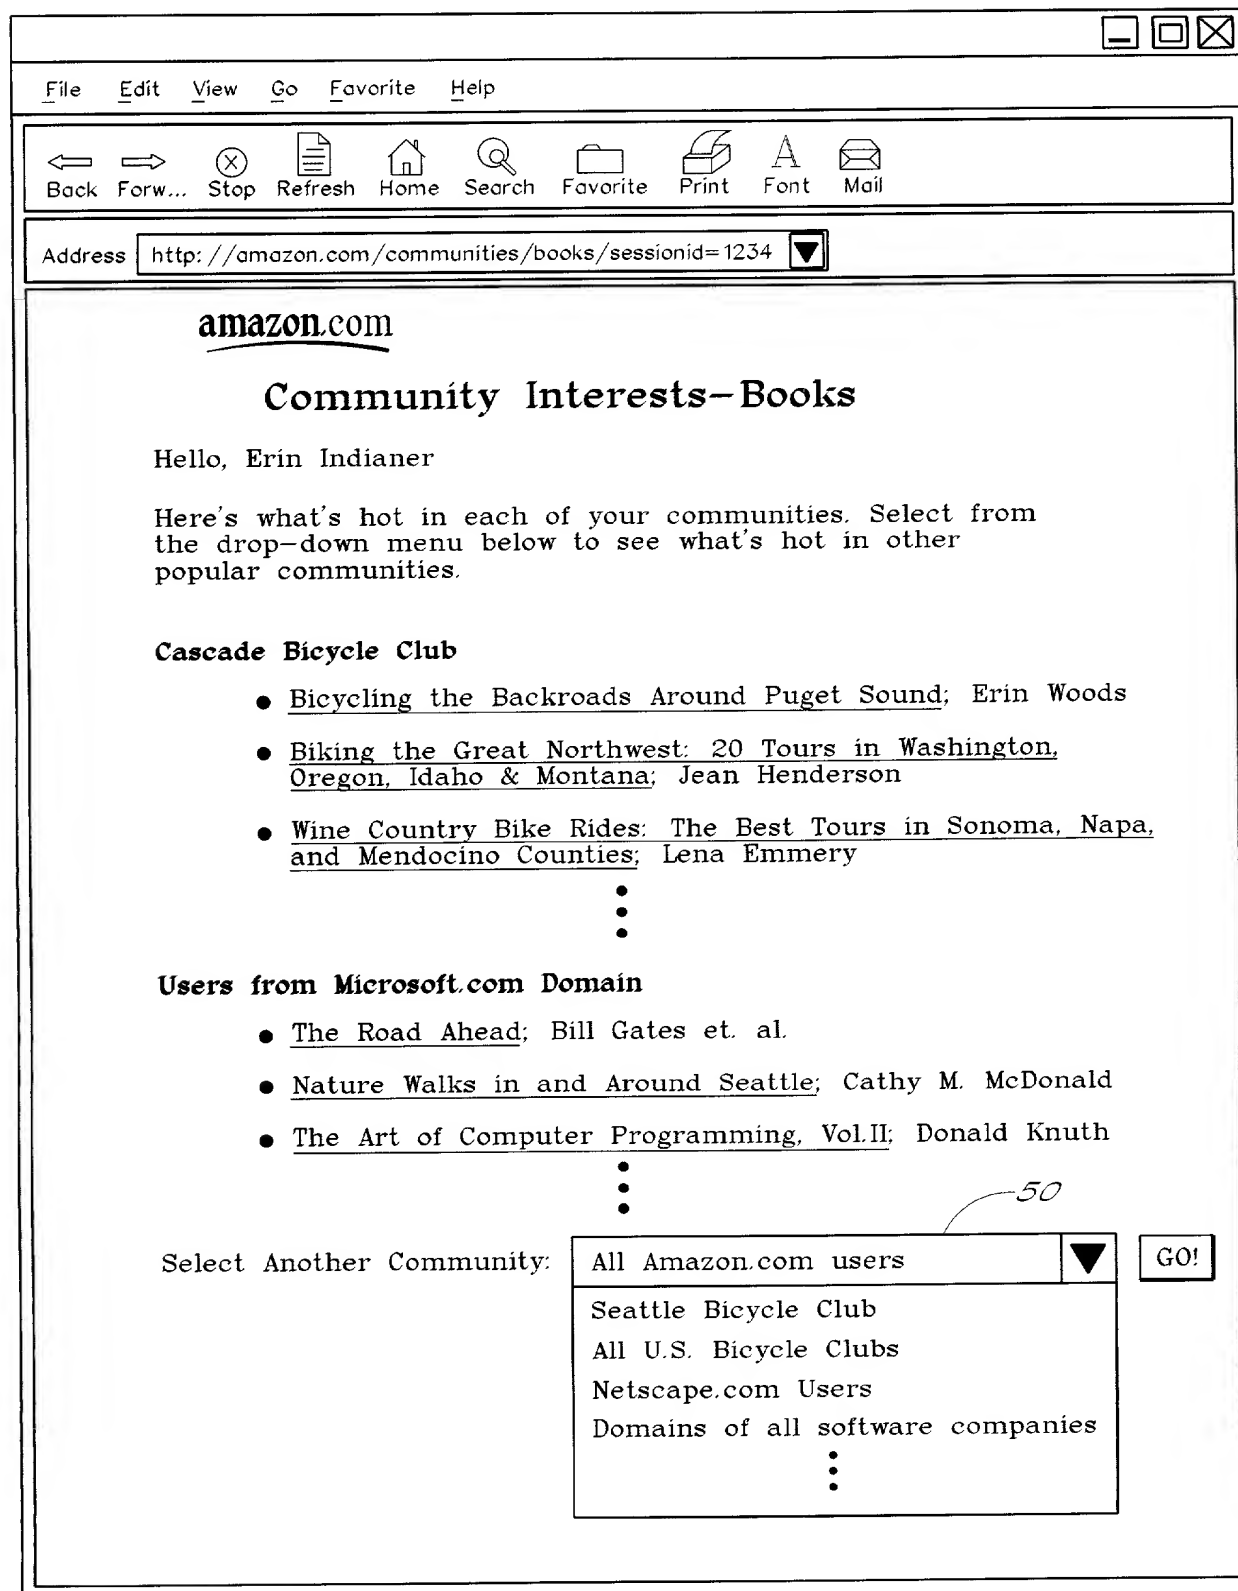 File Edit View Go Favorite Help
Back Forw... Stop Refresh Home Search Favorite Print Font Mail
Address http://amazon.com/communities/books/sessionid=1234
amazon.com
Community Interests–Books
Hello, Erin Indianer
Here's what's hot in each of your communities. Select from
the drop–down menu below to see what's hot in other
popular communities.
Cascade Bicycle Club
• Bicycling the Backroads Around Puget Sound; Erin Woods
• Biking the Great Northwest: 20 Tours in Washington,
Oregon, Idaho & Montana; Jean Henderson
• Wine Country Bike Rides: The Best Tours in Sonoma, Napa,
and Mendocino Counties; Lena Emmery
Users from Microsoft.com Domain
• The Road Ahead; Bill Gates et. al.
• Nature Walks in and Around Seattle; Cathy M. McDonald
• The Art of Computer Programming, Vol.II; Donald Knuth
50
Select Another Community: All Amazon.com users GO!
Seattle Bicycle Club
All U.S. Bicycle Clubs
Netscape.com Users
Domains of all software companies